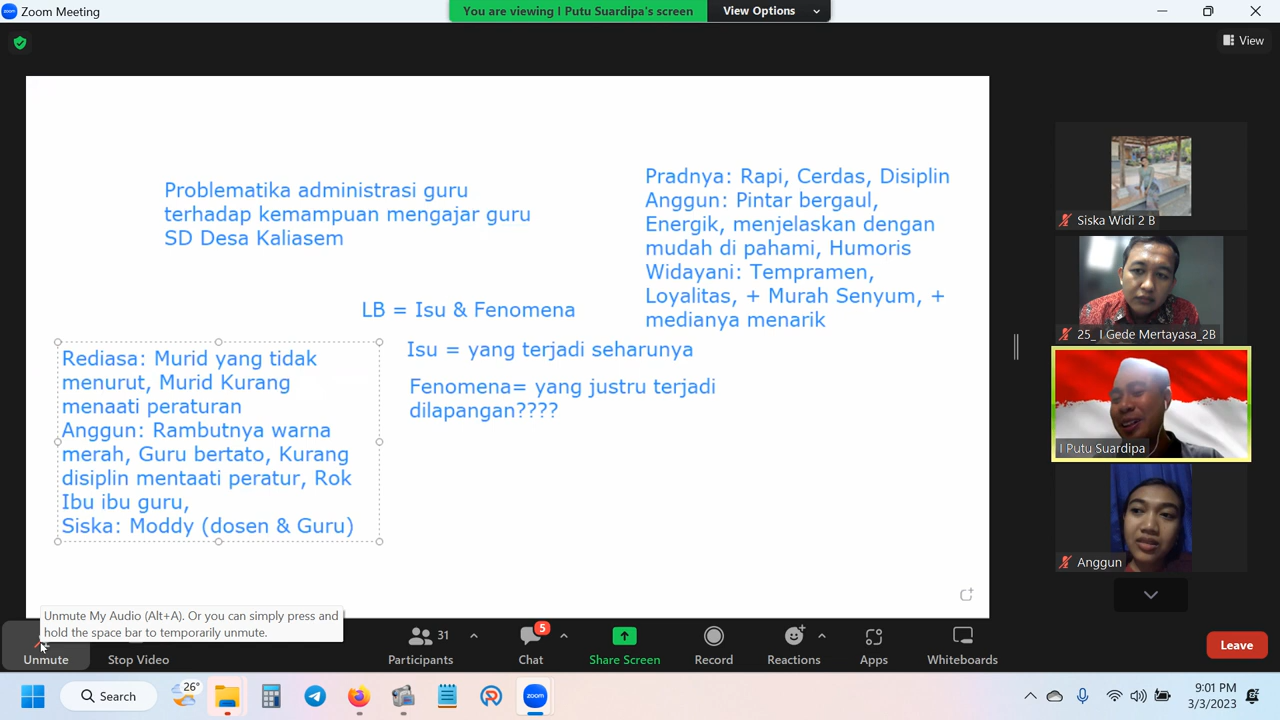 Zoom Meeting
You are viewing I Putu Suardipa's screen
View Options
View
Problematika administrasi guru
terhadap kemampuan mengajar guru
SD Desa Kaliasem
Pradnya: Rapi, Cerdas, Disiplin
Anggun: Pintar bergaul,
Energik, menjelaskan dengan
mudah di pahami, Humoris
Widayani: Tempramen,
Loyalitas, + Murah Senyum, +
medianya menarik
LB = Isu & Fenomena
Isu = yang terjadi seharunya
Fenomena= yang justru terjadi
dilapangan????
Rediasa: Murid yang tidak
menurut, Murid Kurang
menaati peraturan
Anggun: Rambutnya warna
merah, Guru bertato, Kurang
disiplin mentaati peratur, Rok
Ibu ibu guru,
Siska: Moddy (dosen & Guru)
Siska Widi 2 B
25_ I Gede Mertayasa_2B
I Putu Suardipa
Anggun
Unmute My Audio (Alt+A). Or you can simply press and
hold the space bar to temporarily unmute.
Unmute
Stop Video
31
Participants
5
Chat
Share Screen
Record
Reactions
Apps
Whiteboards
Leave
Search
26°
zoom
9:01 PM
3/3/2023